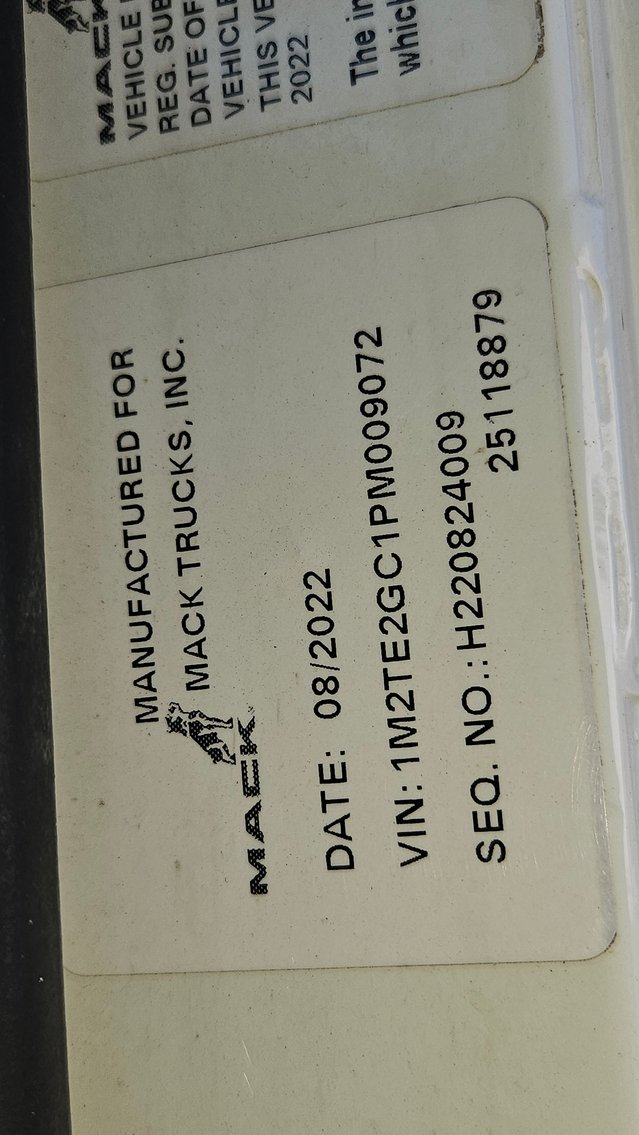 MACK
VEHICLE
REG. SUB
DATE OF
VEHICLE
THIS VE
2022
The in
which
MANUFACTURED FOR
MACK TRUCKS, INC.
MACK
DATE: 08/2022
VIN: 1M2TE2GC1PM009072
SEQ. NO.: H220824009
25118879